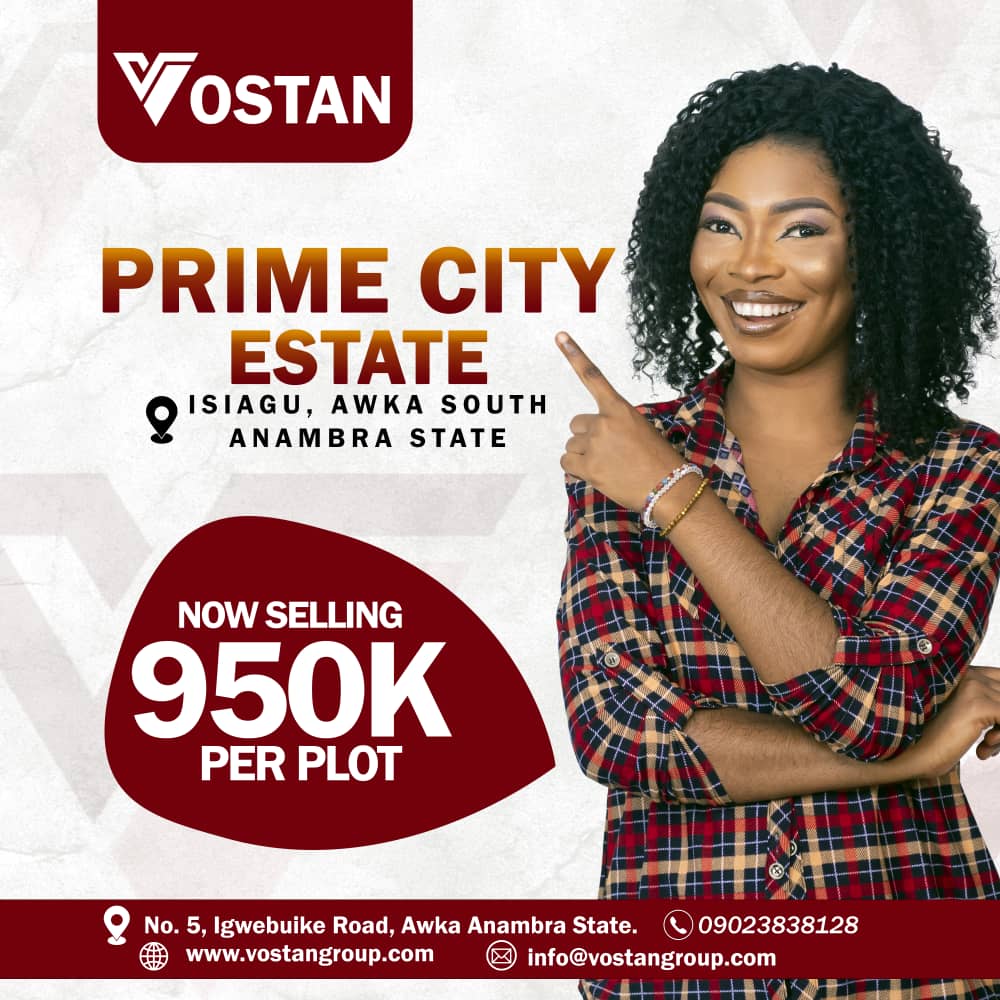 VOSTAN
PRIME CITY
ESTATE
ISIAGU, AWKA SOUTH
ANAMBRA STATE
NOW SELLING
950K
PER PLOT
No. 5, Igwebuike Road, Awka Anambra State. 09023838128
www.vostangroup.com info@vostangroup.com